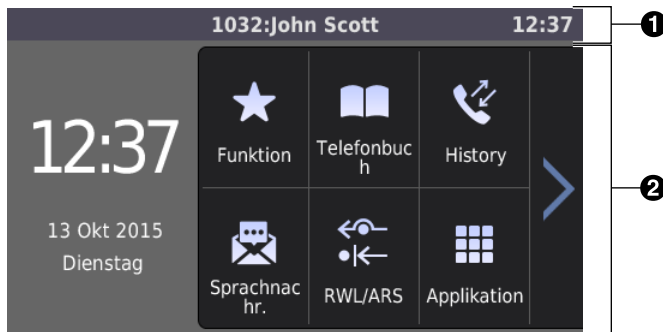 1032:John Scott 12:37
12:37
13 Okt 2015
Dienstag
Funktion
Telefonbuc
h
History
Sprachnac
hr.
RWL/ARS
Applikation
1
2